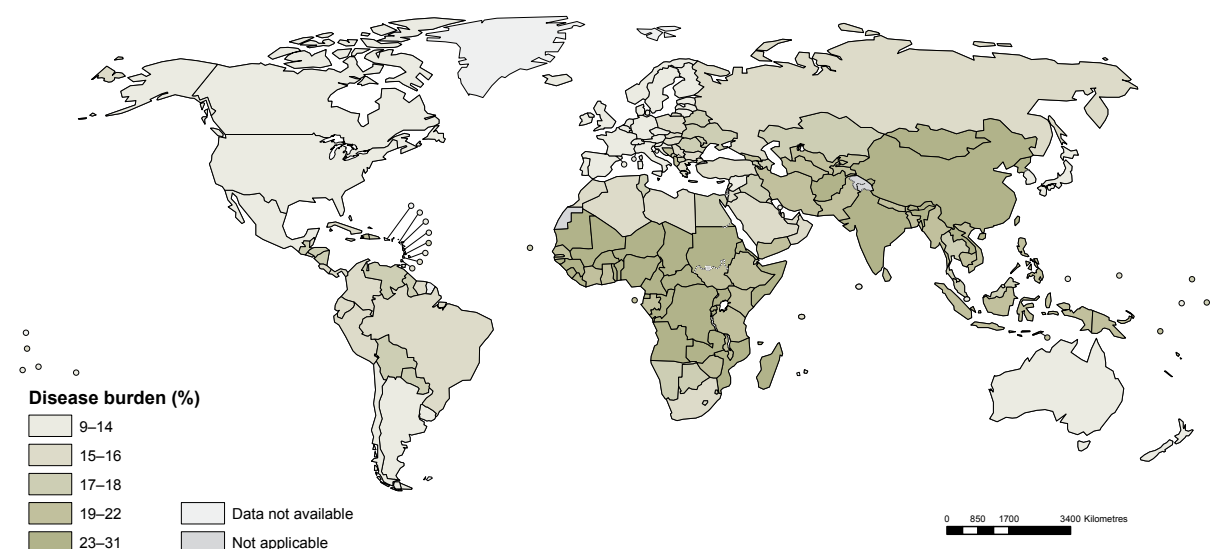 Disease burden (%)
9–14
15–16
17–18
19–22
23–31
Data not available
Not applicable
0 850 1700 3400 Kilometres